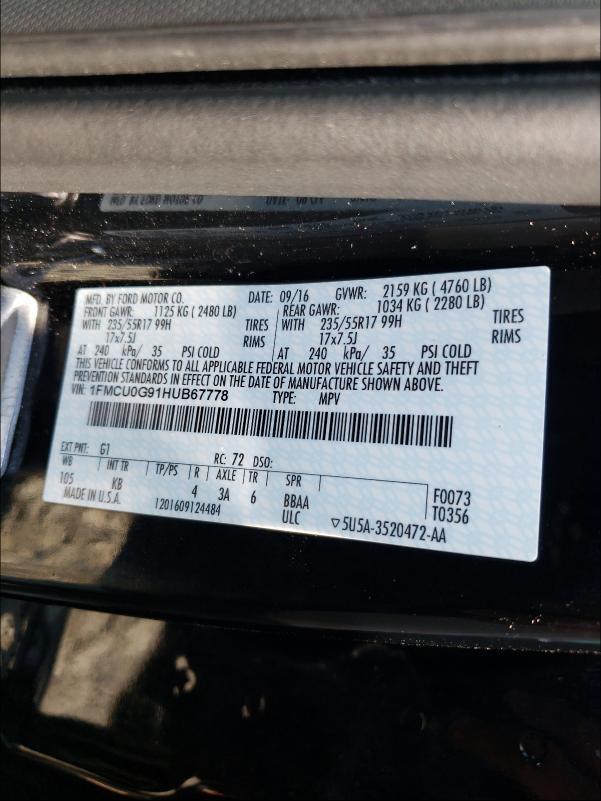 MFD. BY FORD MOTOR CO. DATE: 09/16 GVWR: 2159 KG ( 4760 LB)
FRONT GAWR: 1125 KG ( 2480 LB) REAR GAWR: 1034 KG ( 2280 LB)
WITH 235/55R17 99H TIRES WITH 235/55R17 99H TIRES
17x7.5J RIMS 17x7.5J RIMS
AT 240 kPa/ 35 PSI COLD AT 240 kPa/ 35 PSI COLD
THIS VEHICLE CONFORMS TO ALL APPLICABLE FEDERAL MOTOR VEHICLE SAFETY AND THEFT
PREVENTION STANDARDS IN EFFECT ON THE DATE OF MANUFACTURE SHOWN ABOVE.
VIN: 1FMCU0G91HUB67778 TYPE: MPV
EXT PNT: G1 RC: 72 DSO:
WB INT TR TP/PS R AXLE TR SPR
105 KB 4 3A 6 BBAA F0073
MADE IN U.S.A. 1201609124484 ULC ▽5U5A-3520472-AA T0356